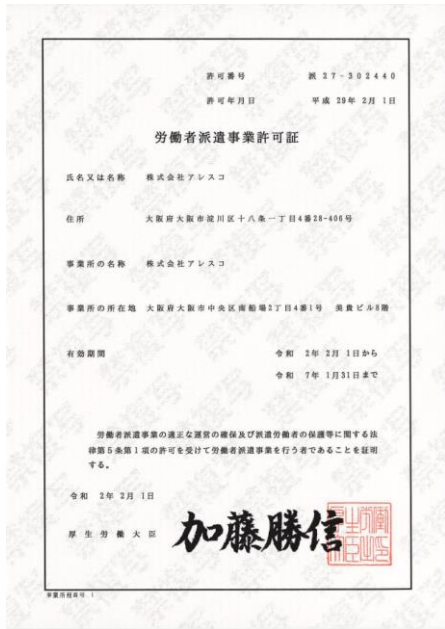 許可番号 派 27-302440
許可年月日 平成 29年 2月 1日
労働者派遣事業許可証
氏名又は名称 株式会社アレスコ
住所 大阪府大阪市淀川区十八条一丁目4番28-406号
事業所の名称 株式会社アレスコ
事業所の所在地 大阪府大阪市中央区南船場2丁目4番1号 美貴ビル8階
有効期間 令和 2年 2月 1日から
令和 7年 1月31日まで
労働者派遣事業の適正な運営の確保及び派遣労働者の保護等に関する法
律第5条第1項の許可を受けて労働者派遣事業を行う者であることを証明
する。
令和 2年 2月 1日
厚生労働大臣 加藤勝信
事業所枝番号 1